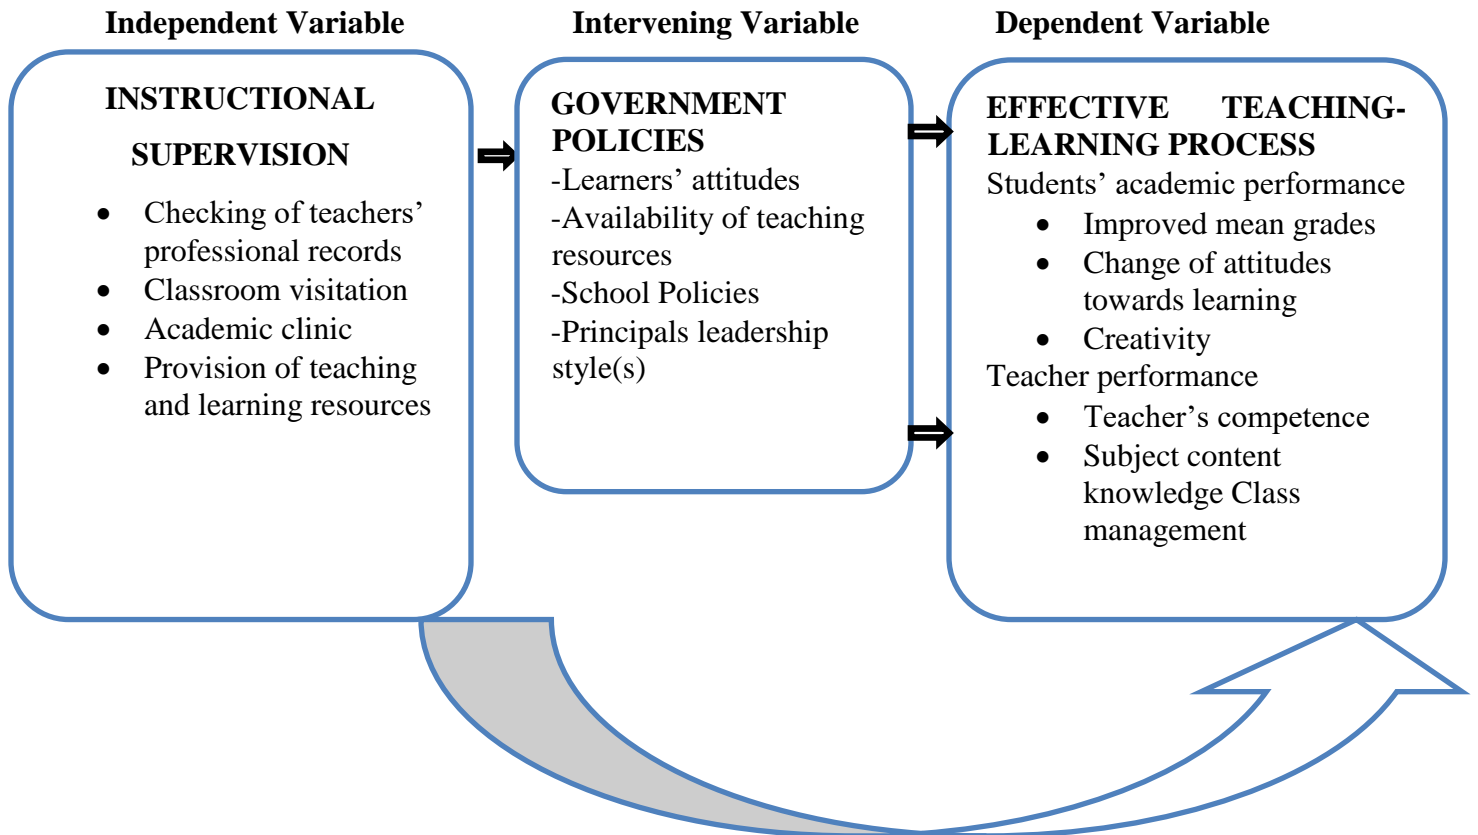 Independent Variable
Intervening Variable
Dependent Variable
INSTRUCTIONAL
SUPERVISION
• Checking of teachers’
professional records
• Classroom visitation
• Academic clinic
• Provision of teaching
and learning resources
GOVERNMENT
POLICIES
-Learners’ attitudes
-Availability of teaching
resources
-School Policies
-Principals leadership
style(s)
EFFECTIVE TEACHING-
LEARNING PROCESS
Students’ academic performance
• Improved mean grades
• Change of attitudes
towards learning
• Creativity
Teacher performance
• Teacher’s competence
• Subject content
knowledge Class
management